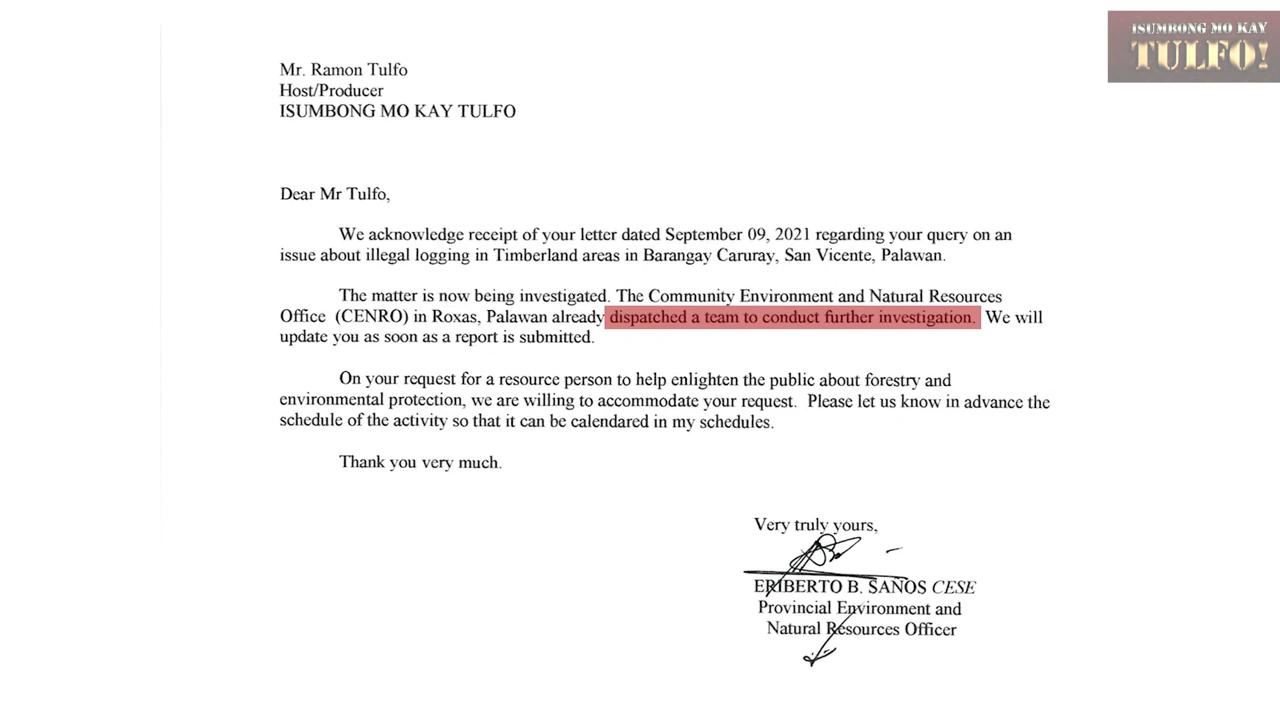 ISUMBONG MO KAY
TULFO!
Mr. Ramon Tulfo
Host/Producer
ISUMBONG MO KAY TULFO
Dear Mr Tulfo,
We acknowledge receipt of your letter dated September 09, 2021 regarding your query on an
issue about illegal logging in Timberland areas in Barangay Caruray, San Vicente, Palawan.
The matter is now being investigated. The Community Environment and Natural Resources
Office (CENRO) in Roxas, Palawan already dispatched a team to conduct further investigation. We will
update you as soon as a report is submitted.
On your request for a resource person to help enlighten the public about forestry and
environmental protection, we are willing to accommodate your request. Please let us know in advance the
schedule of the activity so that it can be calendared in my schedules.
Thank you very much.
Very truly yours,
ERIBERTO B. SAÑOS CESE
Provincial Environment and
Natural Resources Officer